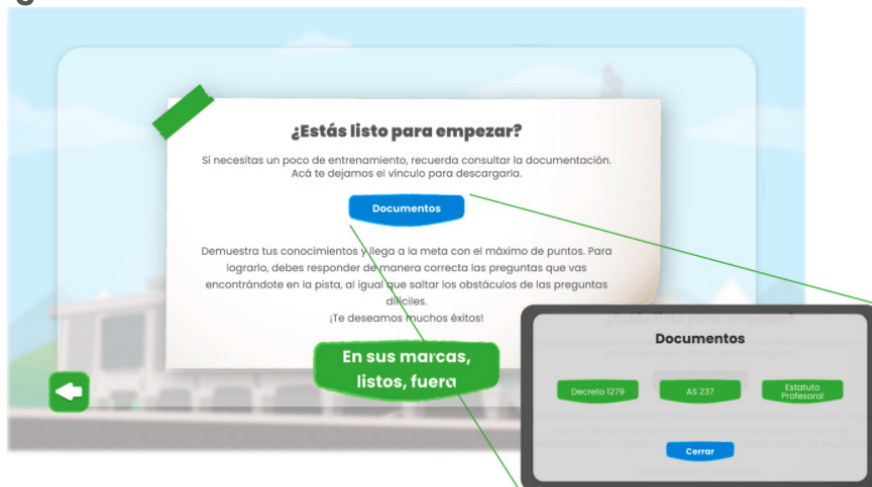 ¿Estás listo para empezar?
Si necesitas un poco de entrenamiento, recuerda consultar la documentación.
Acá te dejamos el vínculo para descargarla.
Documentos
Demuestra tus conocimientos y llega a la meta con el máximo de puntos. Para
lograrlo, debes responder de manera correcta las preguntas que vas
encontrándote en la pista, al igual que saltar los obstáculos de las preguntas
difíciles.
¡Te deseamos muchos éxitos!
En sus marcas,
listos, fuera
Documentos
Decreto 1279
AS 237
Estatuto
Profesoral
Cerrar